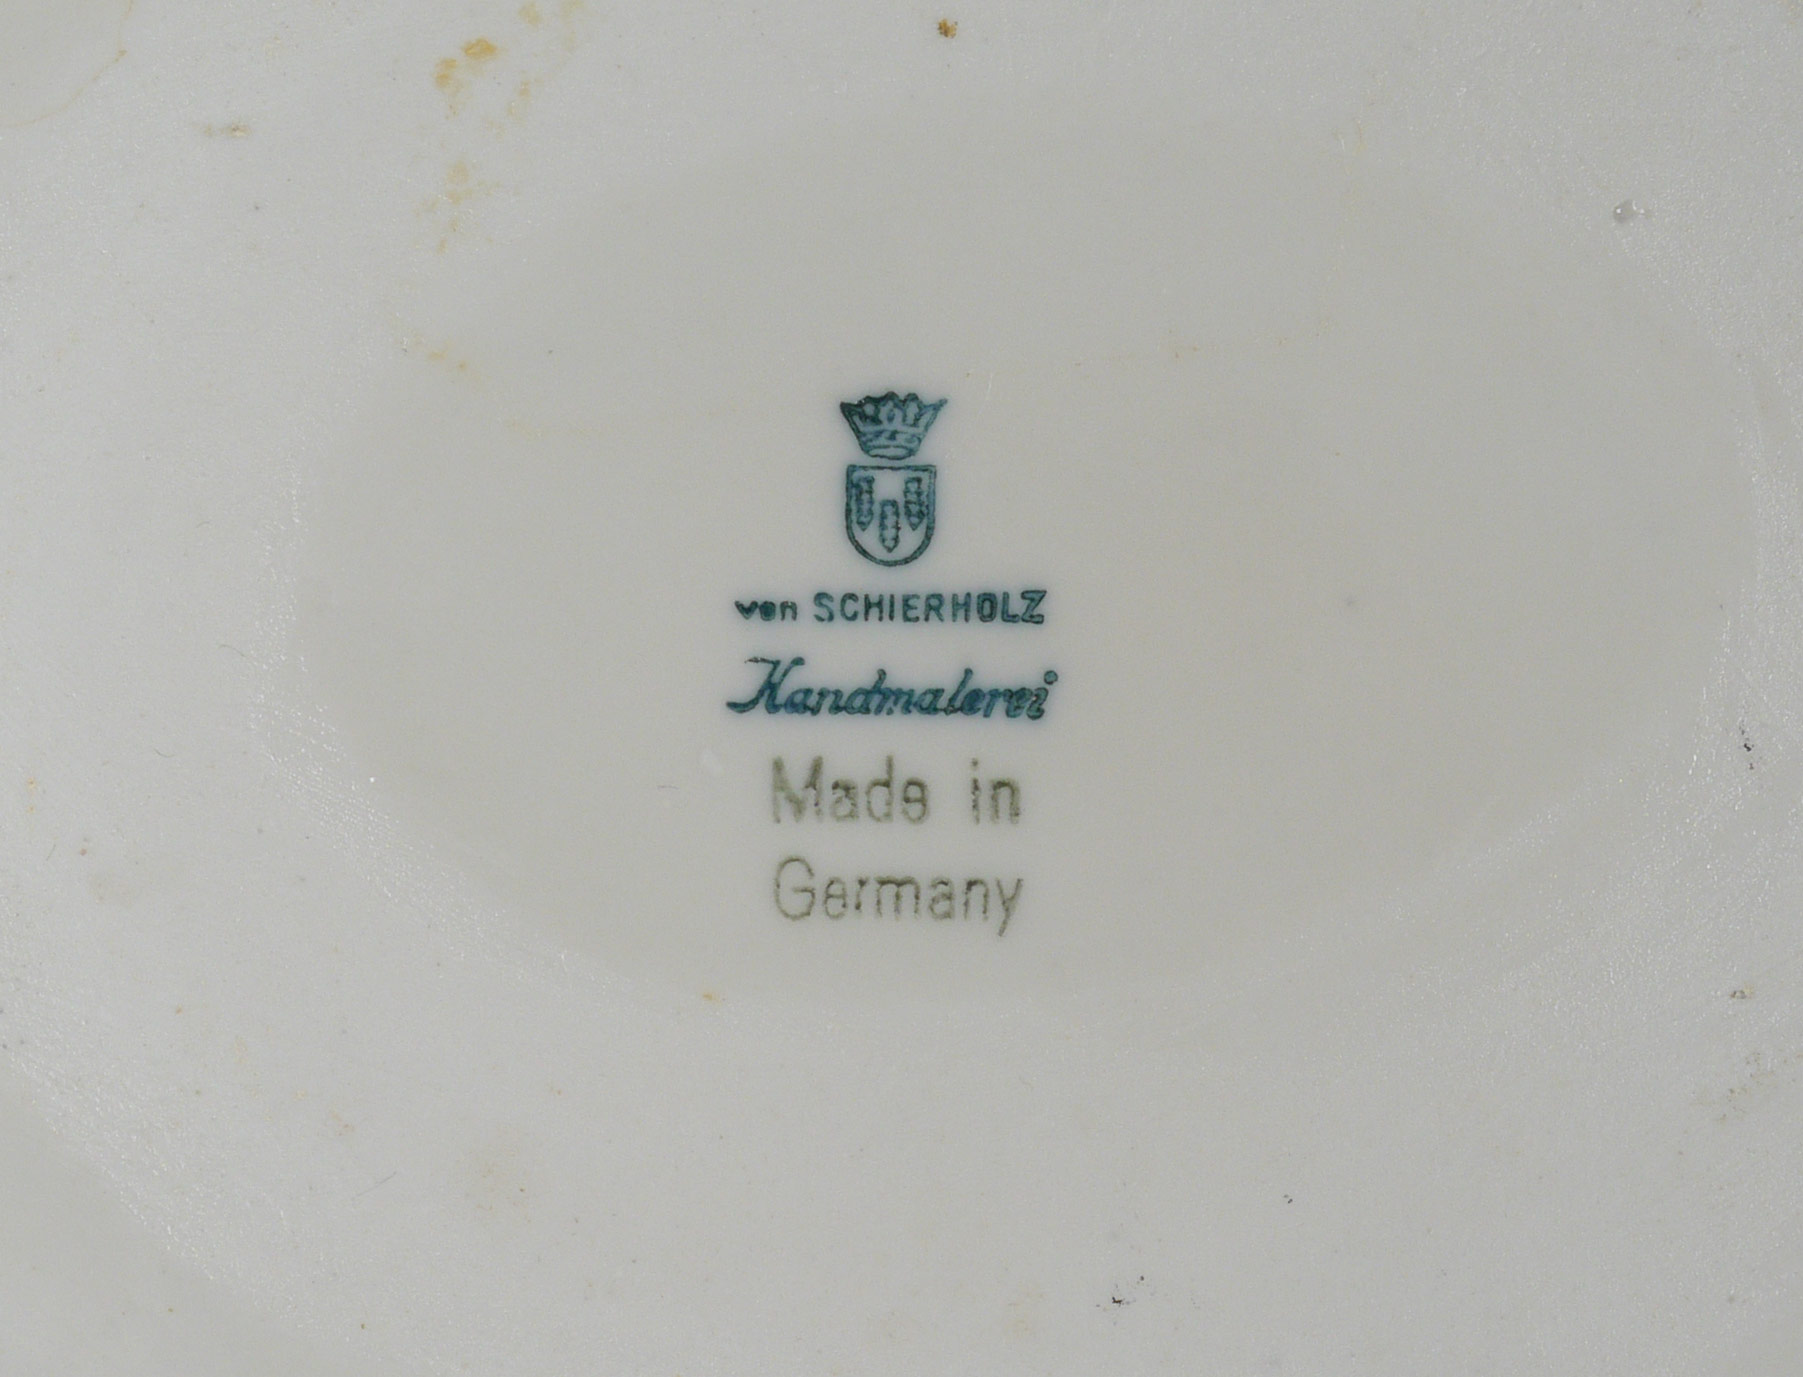 von SCHIERHOLZ
Handmalerei
Made in
Germany